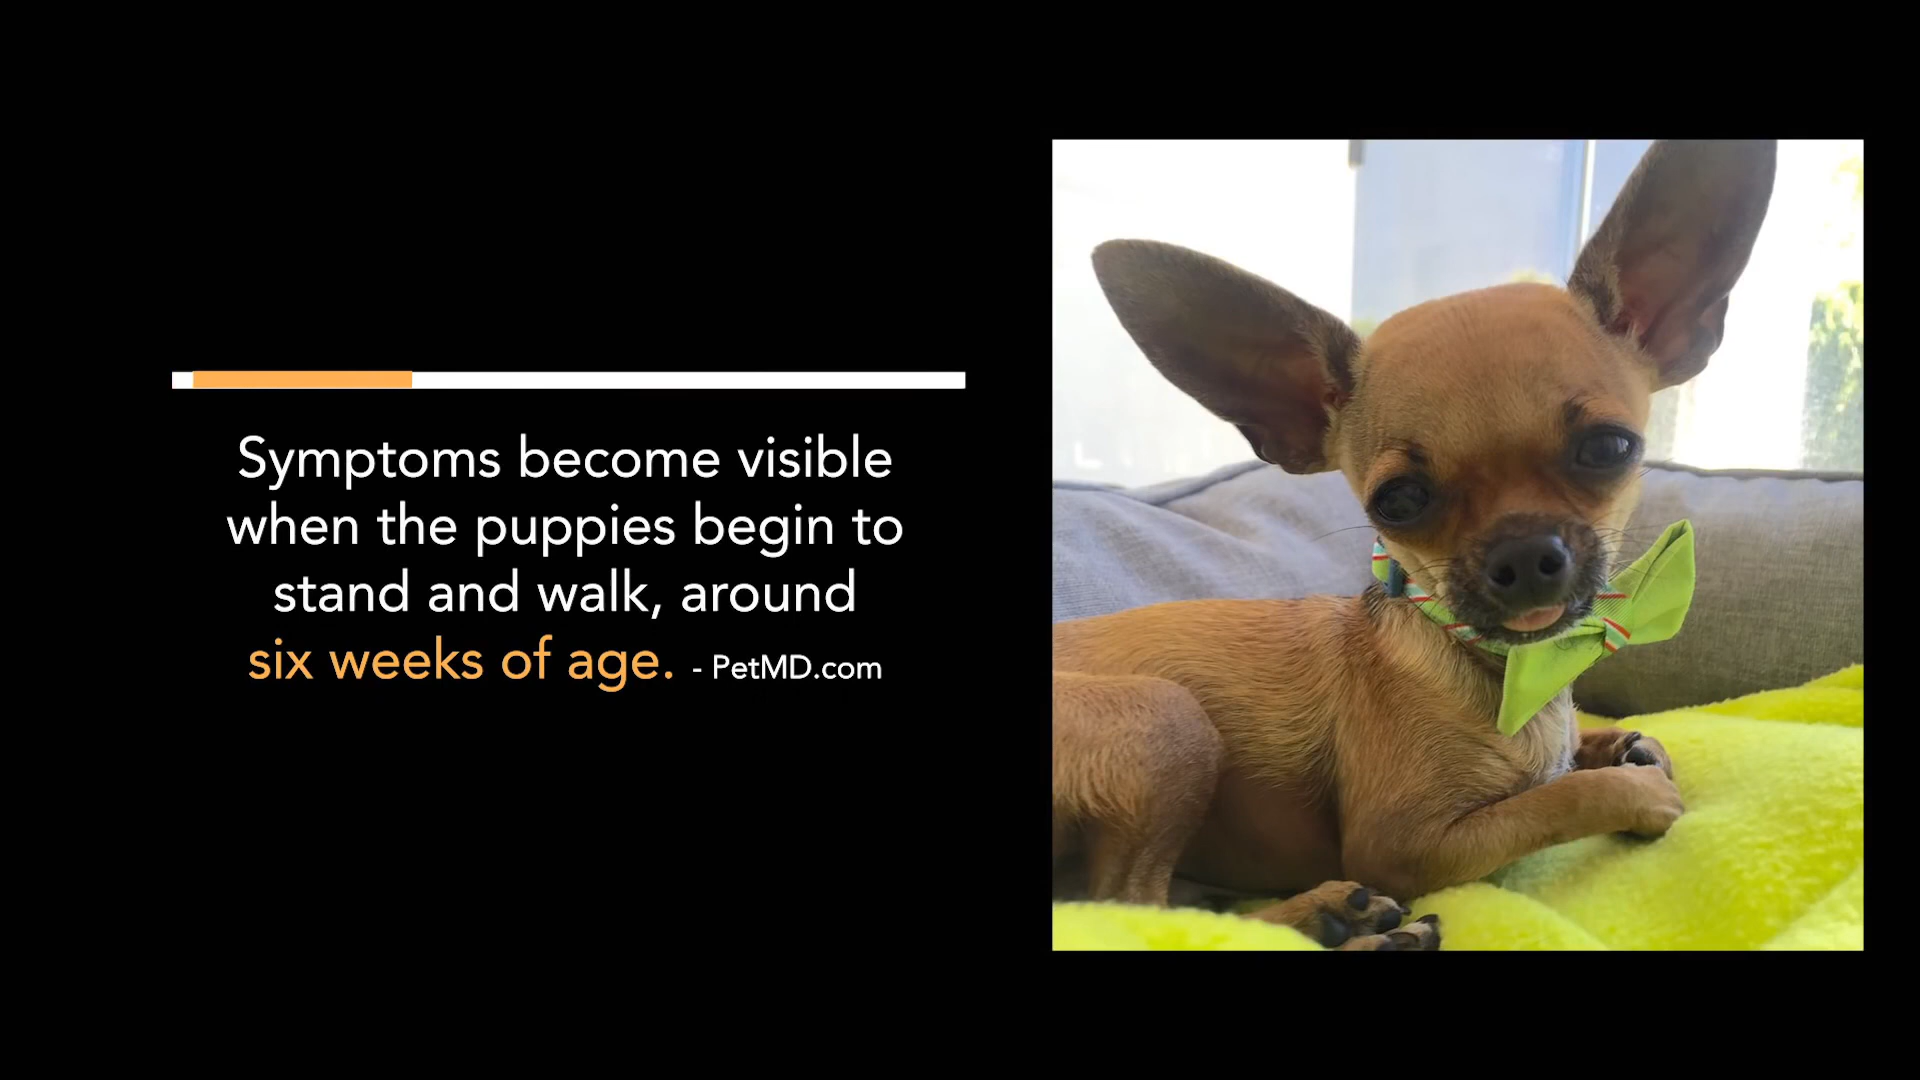 Symptoms become visible
when the puppies begin to
stand and walk, around
six weeks of age. - PetMD.com